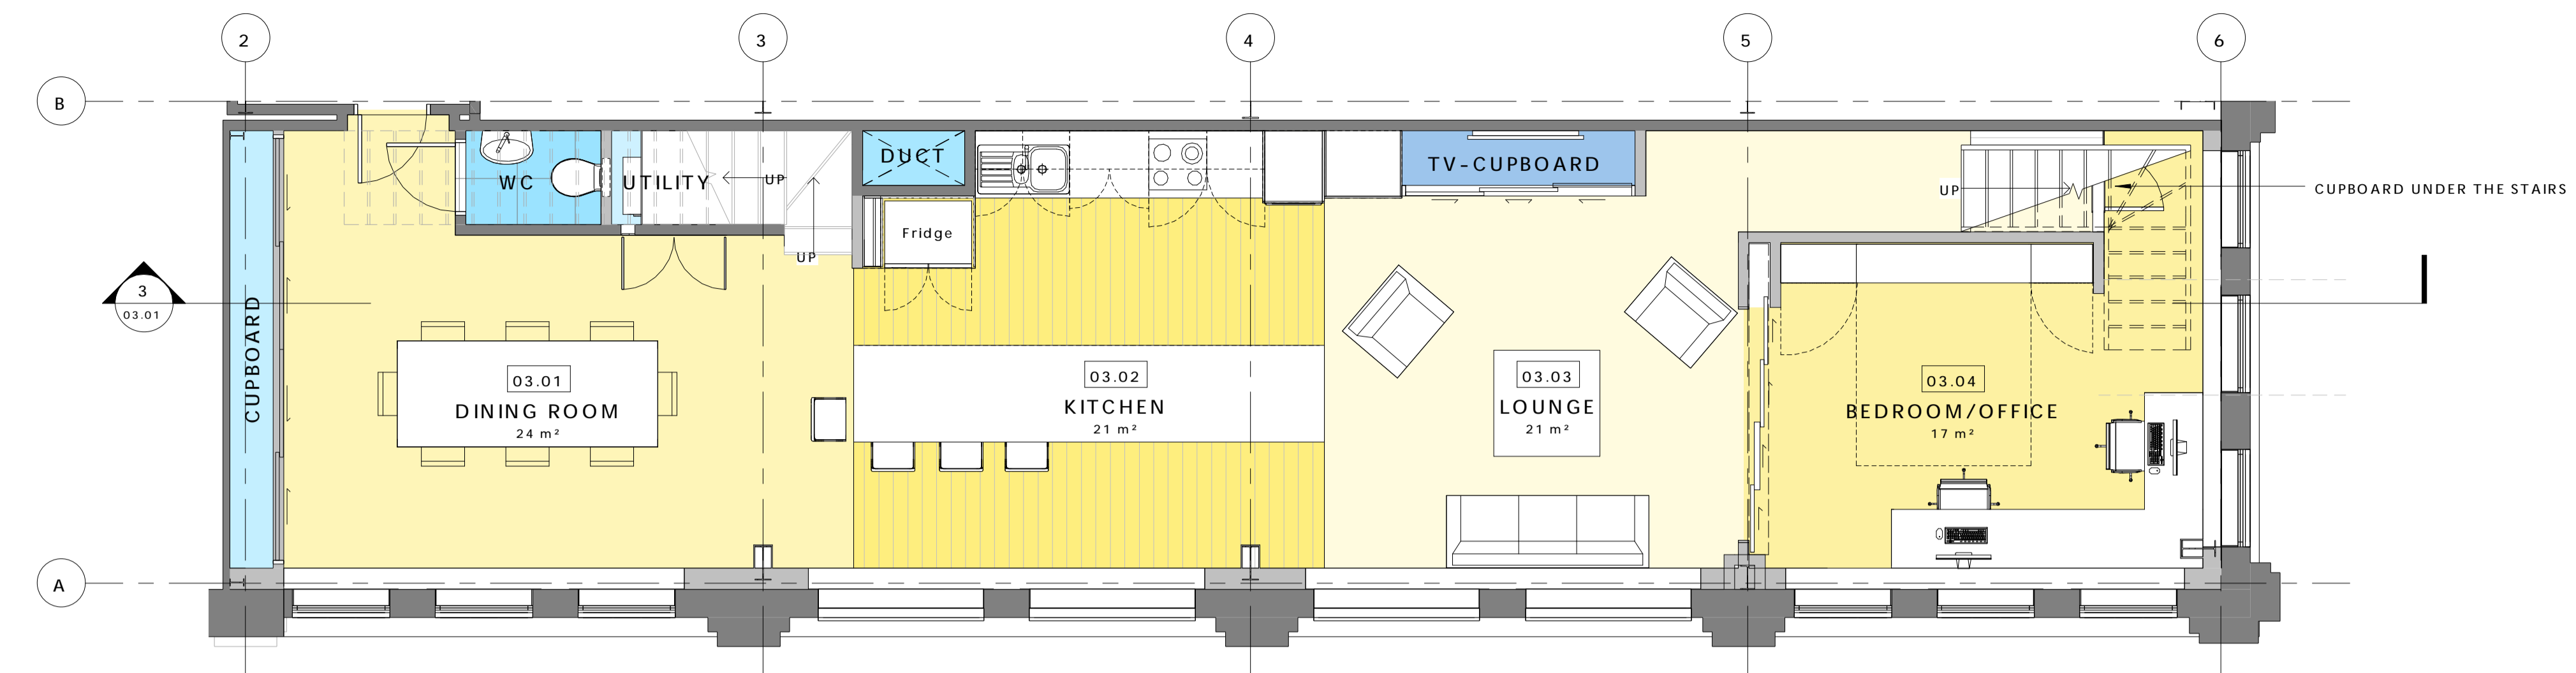 2
3
4
5
6
B
DUCT
TV-CUPBOARD
WC
UTILITY
UP
UP
CUPBOARD UNDER THE STAIRS
Fridge
UP
3
03.01
CUPBOARD
03.01
DINING ROOM
24 m²
03.02
KITCHEN
21 m²
03.03
LOUNGE
21 m²
03.04
BEDROOM/OFFICE
17 m²
A